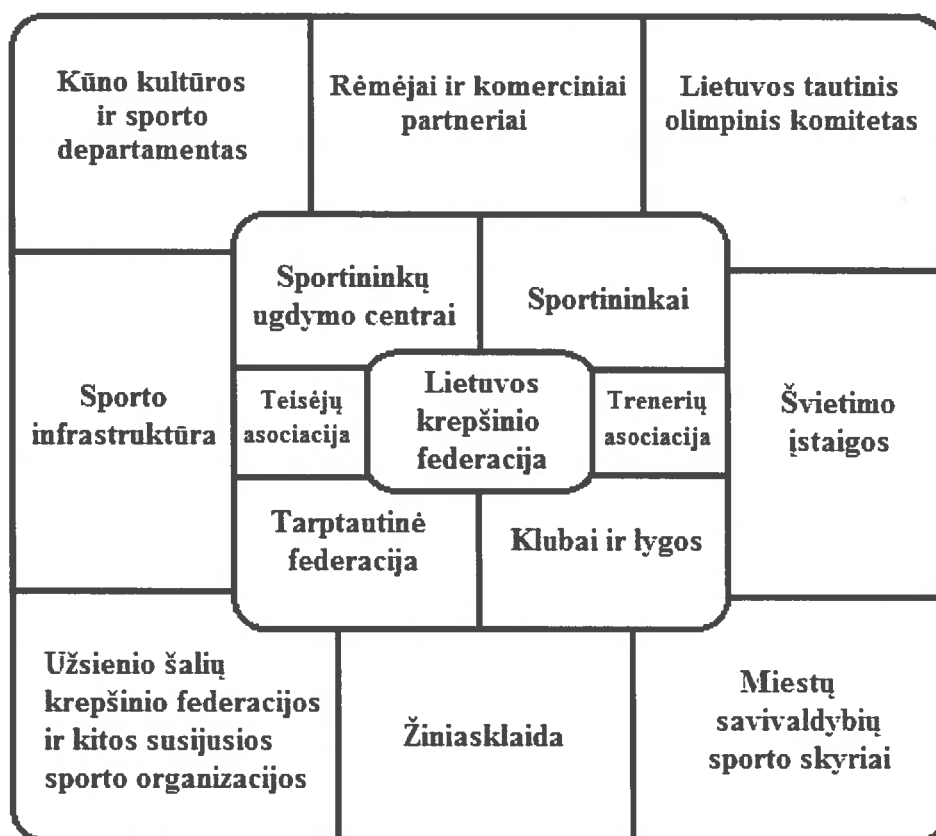 Kūno kultūros
ir sporto
departamentas
Rėmėjai ir komerciniai
partneriai
Lietuvos tautinis
olimpinis komitetas
Sportininkų
ugdymo centrai
Sportininkai
Sporto
infrastruktūra
Teisėjų
asociacija
Lietuvos
krepšinio
federacija
Trenerių
asociacija
Švietimo
įstaigos
Tarptautinė
federacija
Klubai ir lygos
Užsienio šalių
krepšinio federacijos
ir kitos susijusios
sporto organizacijos
Žiniasklaida
Miestų
savivaldybių
sporto skyriai